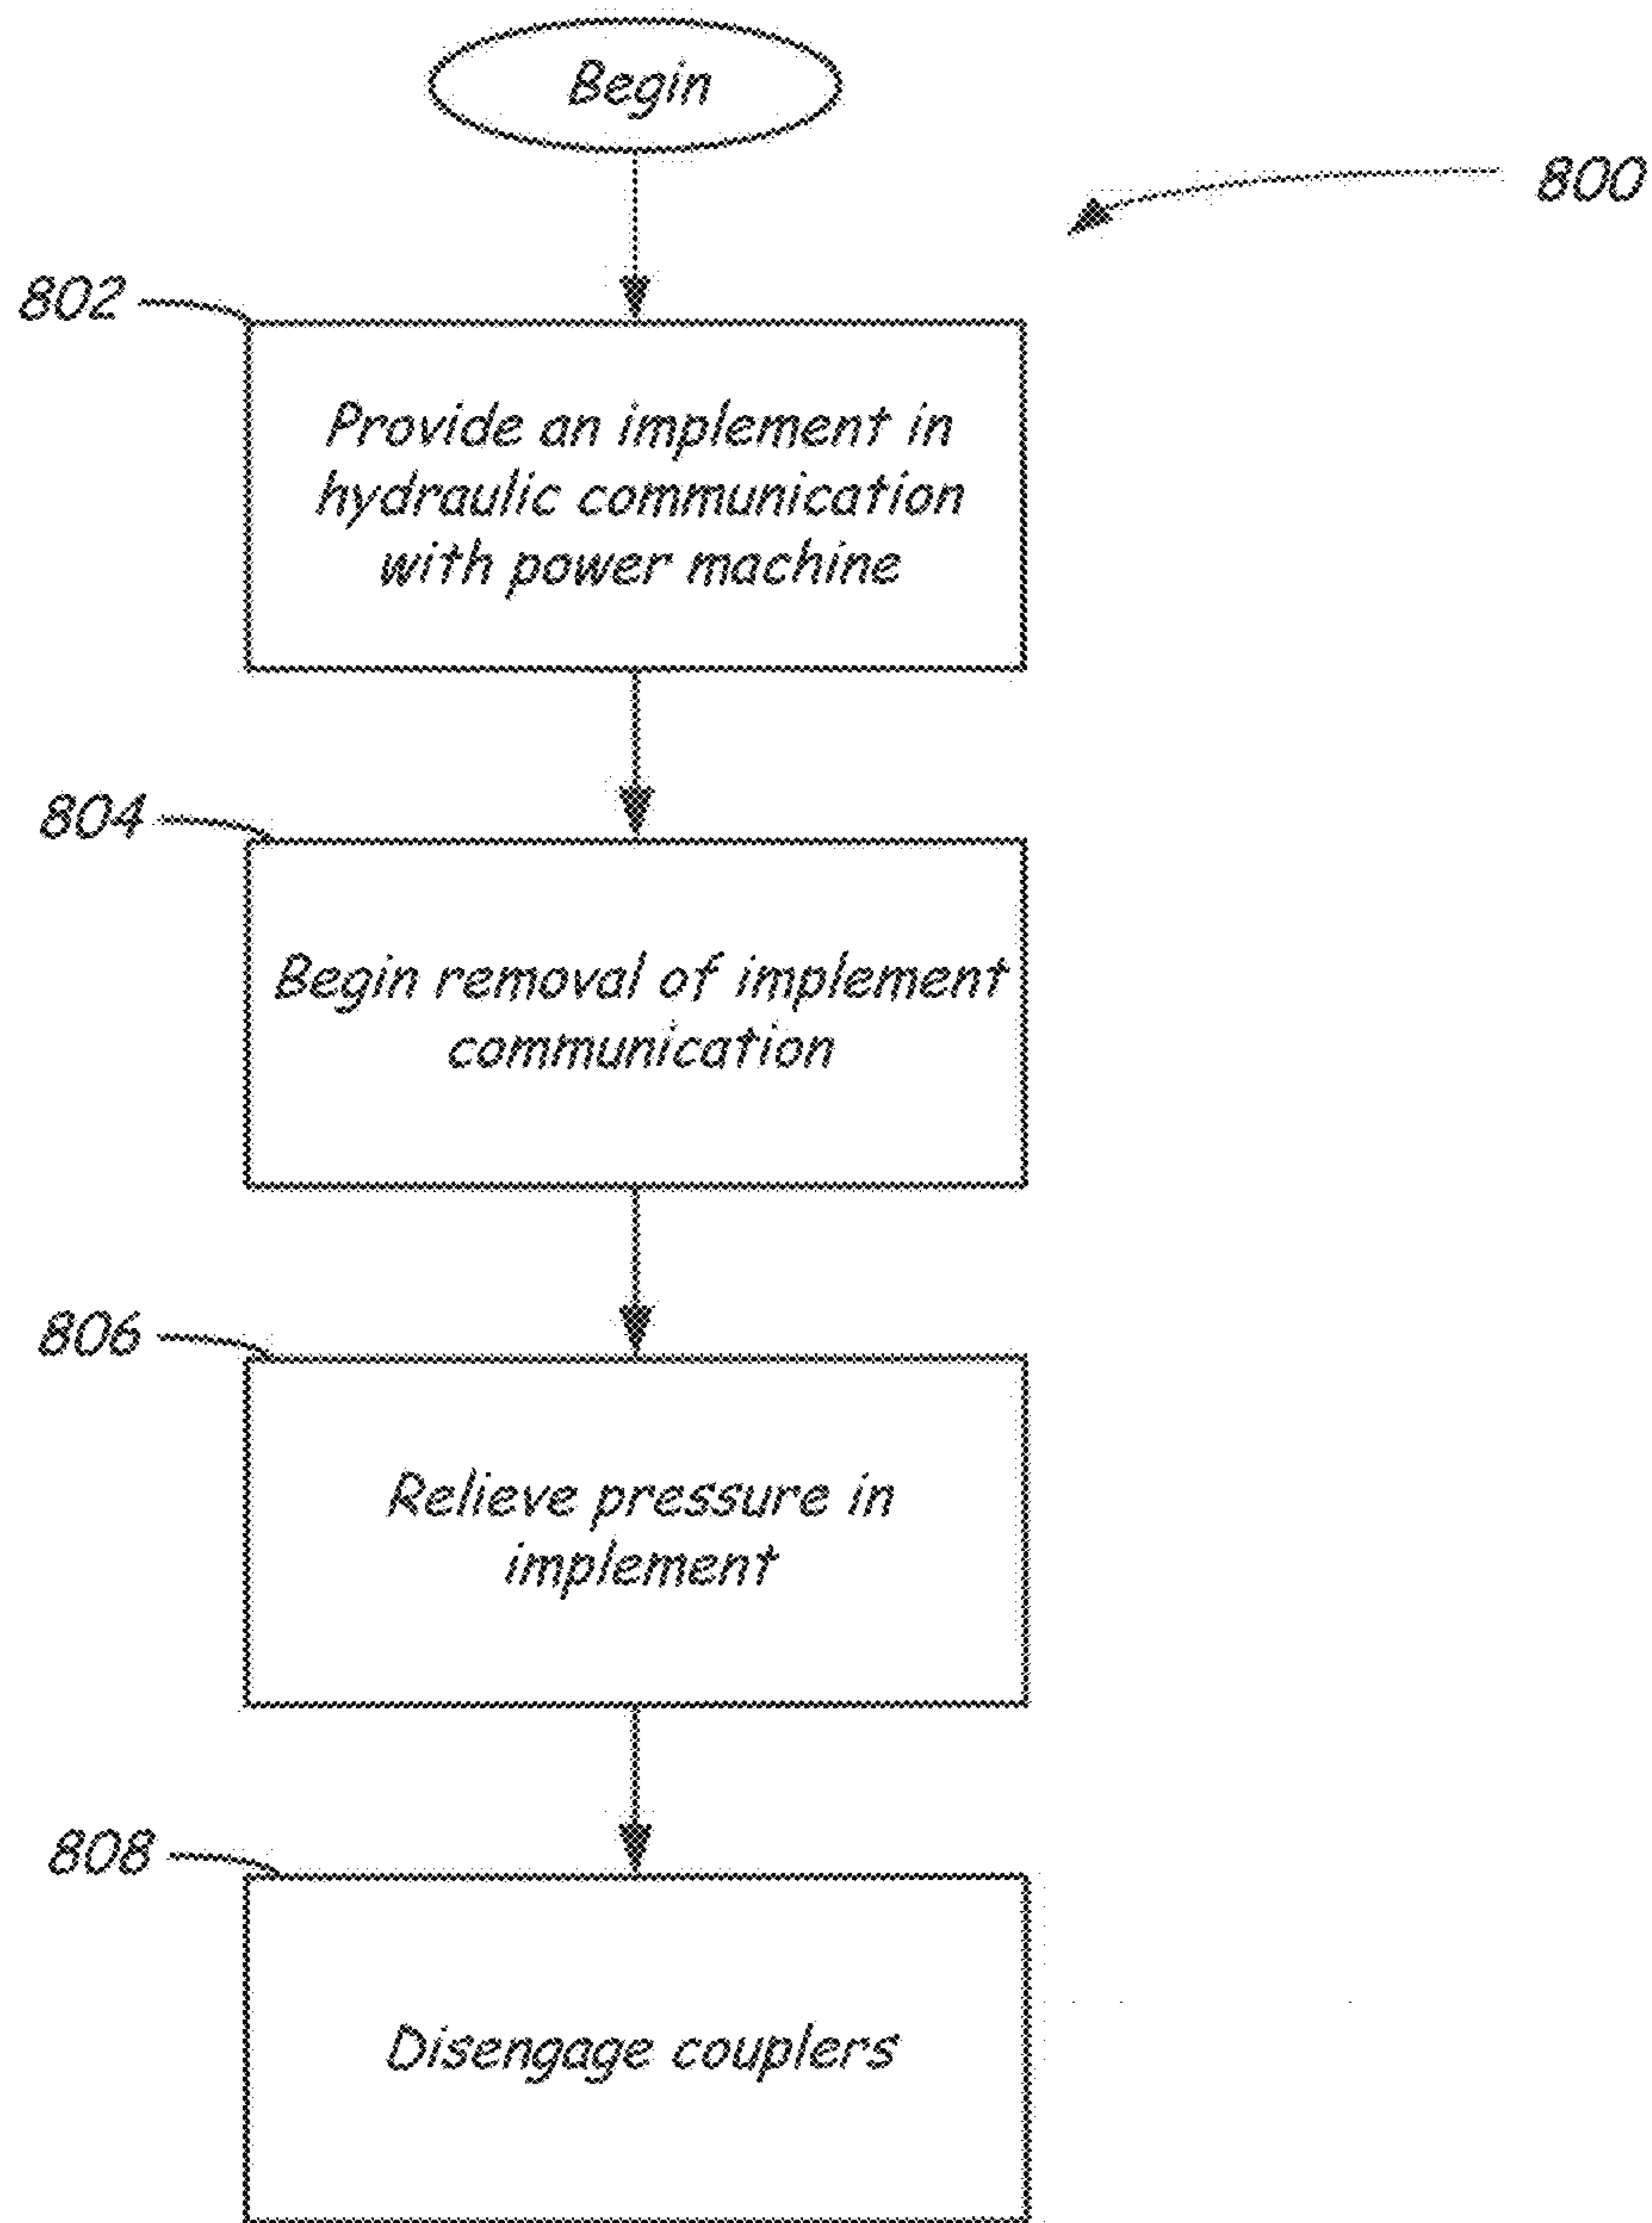 Begin
800
802
Provide an implement in
hydraulic communication
with power machine
804
Begin removal of implement
communication
806
Relieve pressure in
implement
808
Disengage couplers